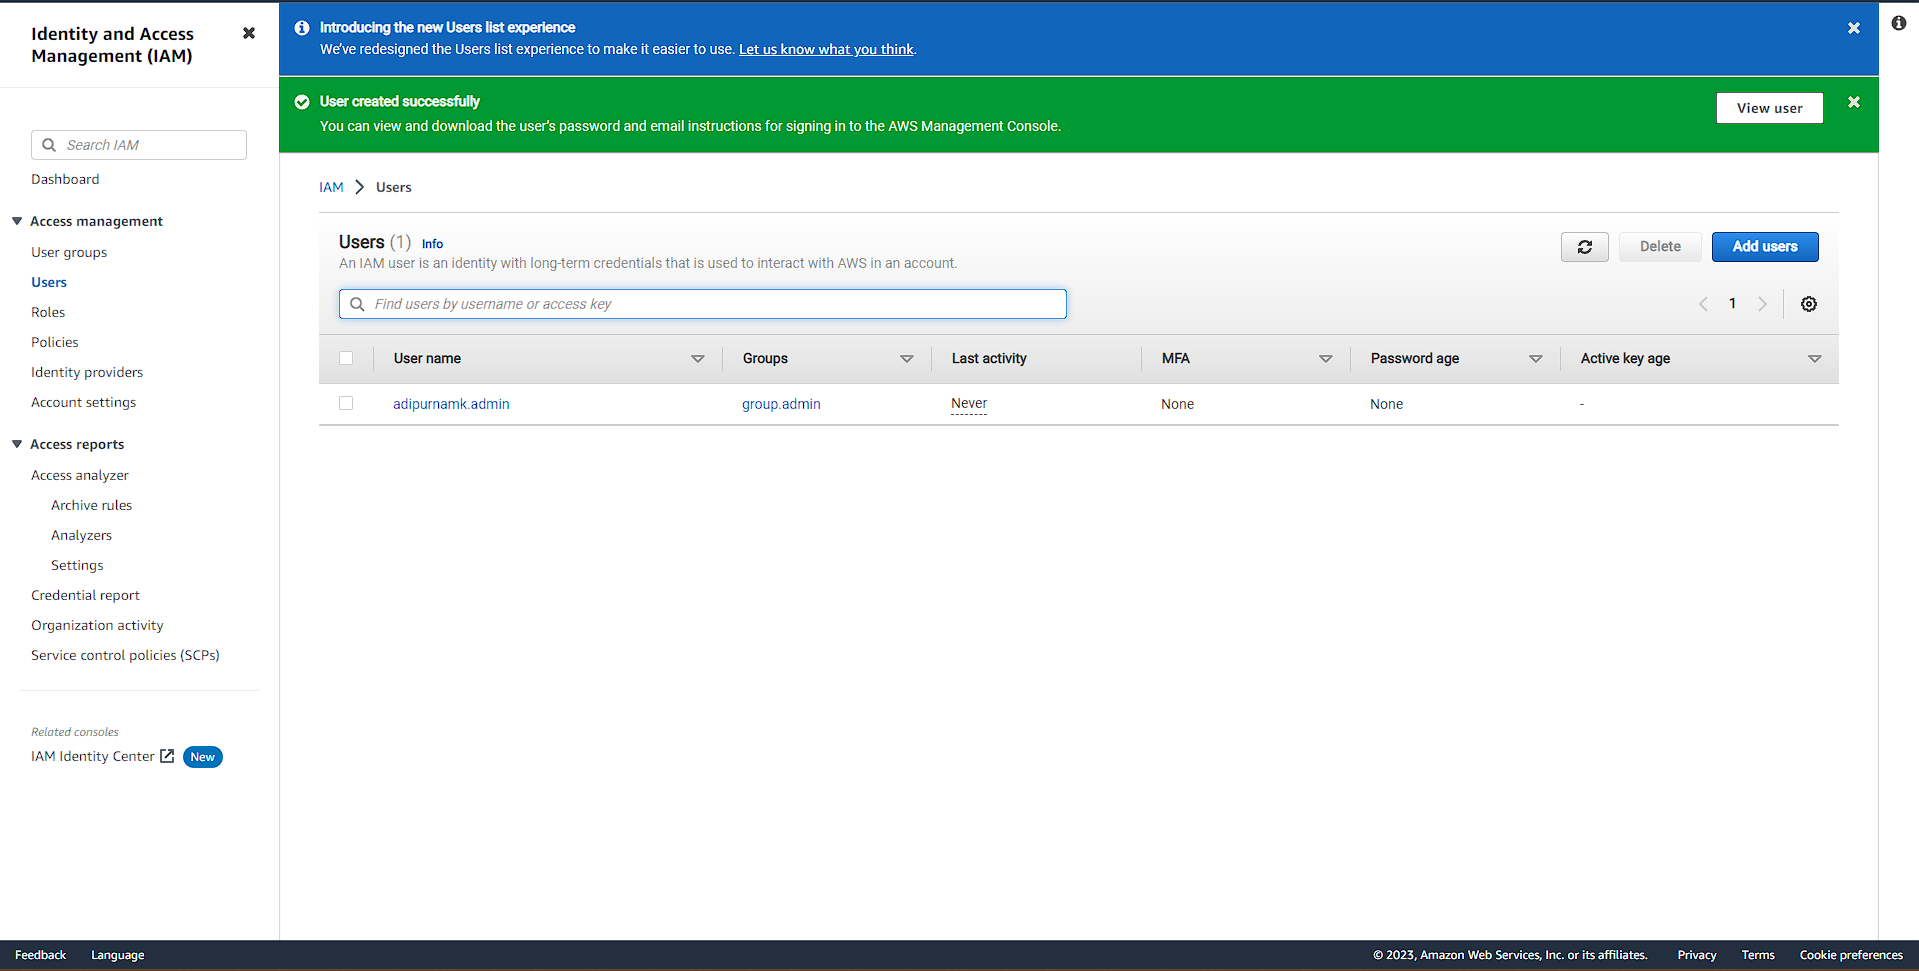 Identity and Access
Management (IAM)
Search IAM
Dashboard
Access management
User groups
Users
Roles
Policies
Identity providers
Account settings
Access reports
Access analyzer
Archive rules
Analyzers
Settings
Credential report
Organization activity
Service control policies (SCPs)
Related consoles
IAM Identity Center New
Introducing the new Users list experience
We've redesigned the Users list experience to make it easier to use. Let us know what you think.
User created successfully
You can view and download the user's password and email instructions for signing in to the AWS Management Console.
View user
IAM Users
Users (1) Info
An IAM user is an identity with long-term credentials that is used to interact with AWS in an account.
Delete
Add users
Find users by username or access key
1
User name Groups Last activity MFA Password age Active key age
adipurnamk.admin group.admin Never None None -
Feedback Language © 2023, Amazon Web Services, Inc. or its affiliates. Privacy Terms Cookie preferences